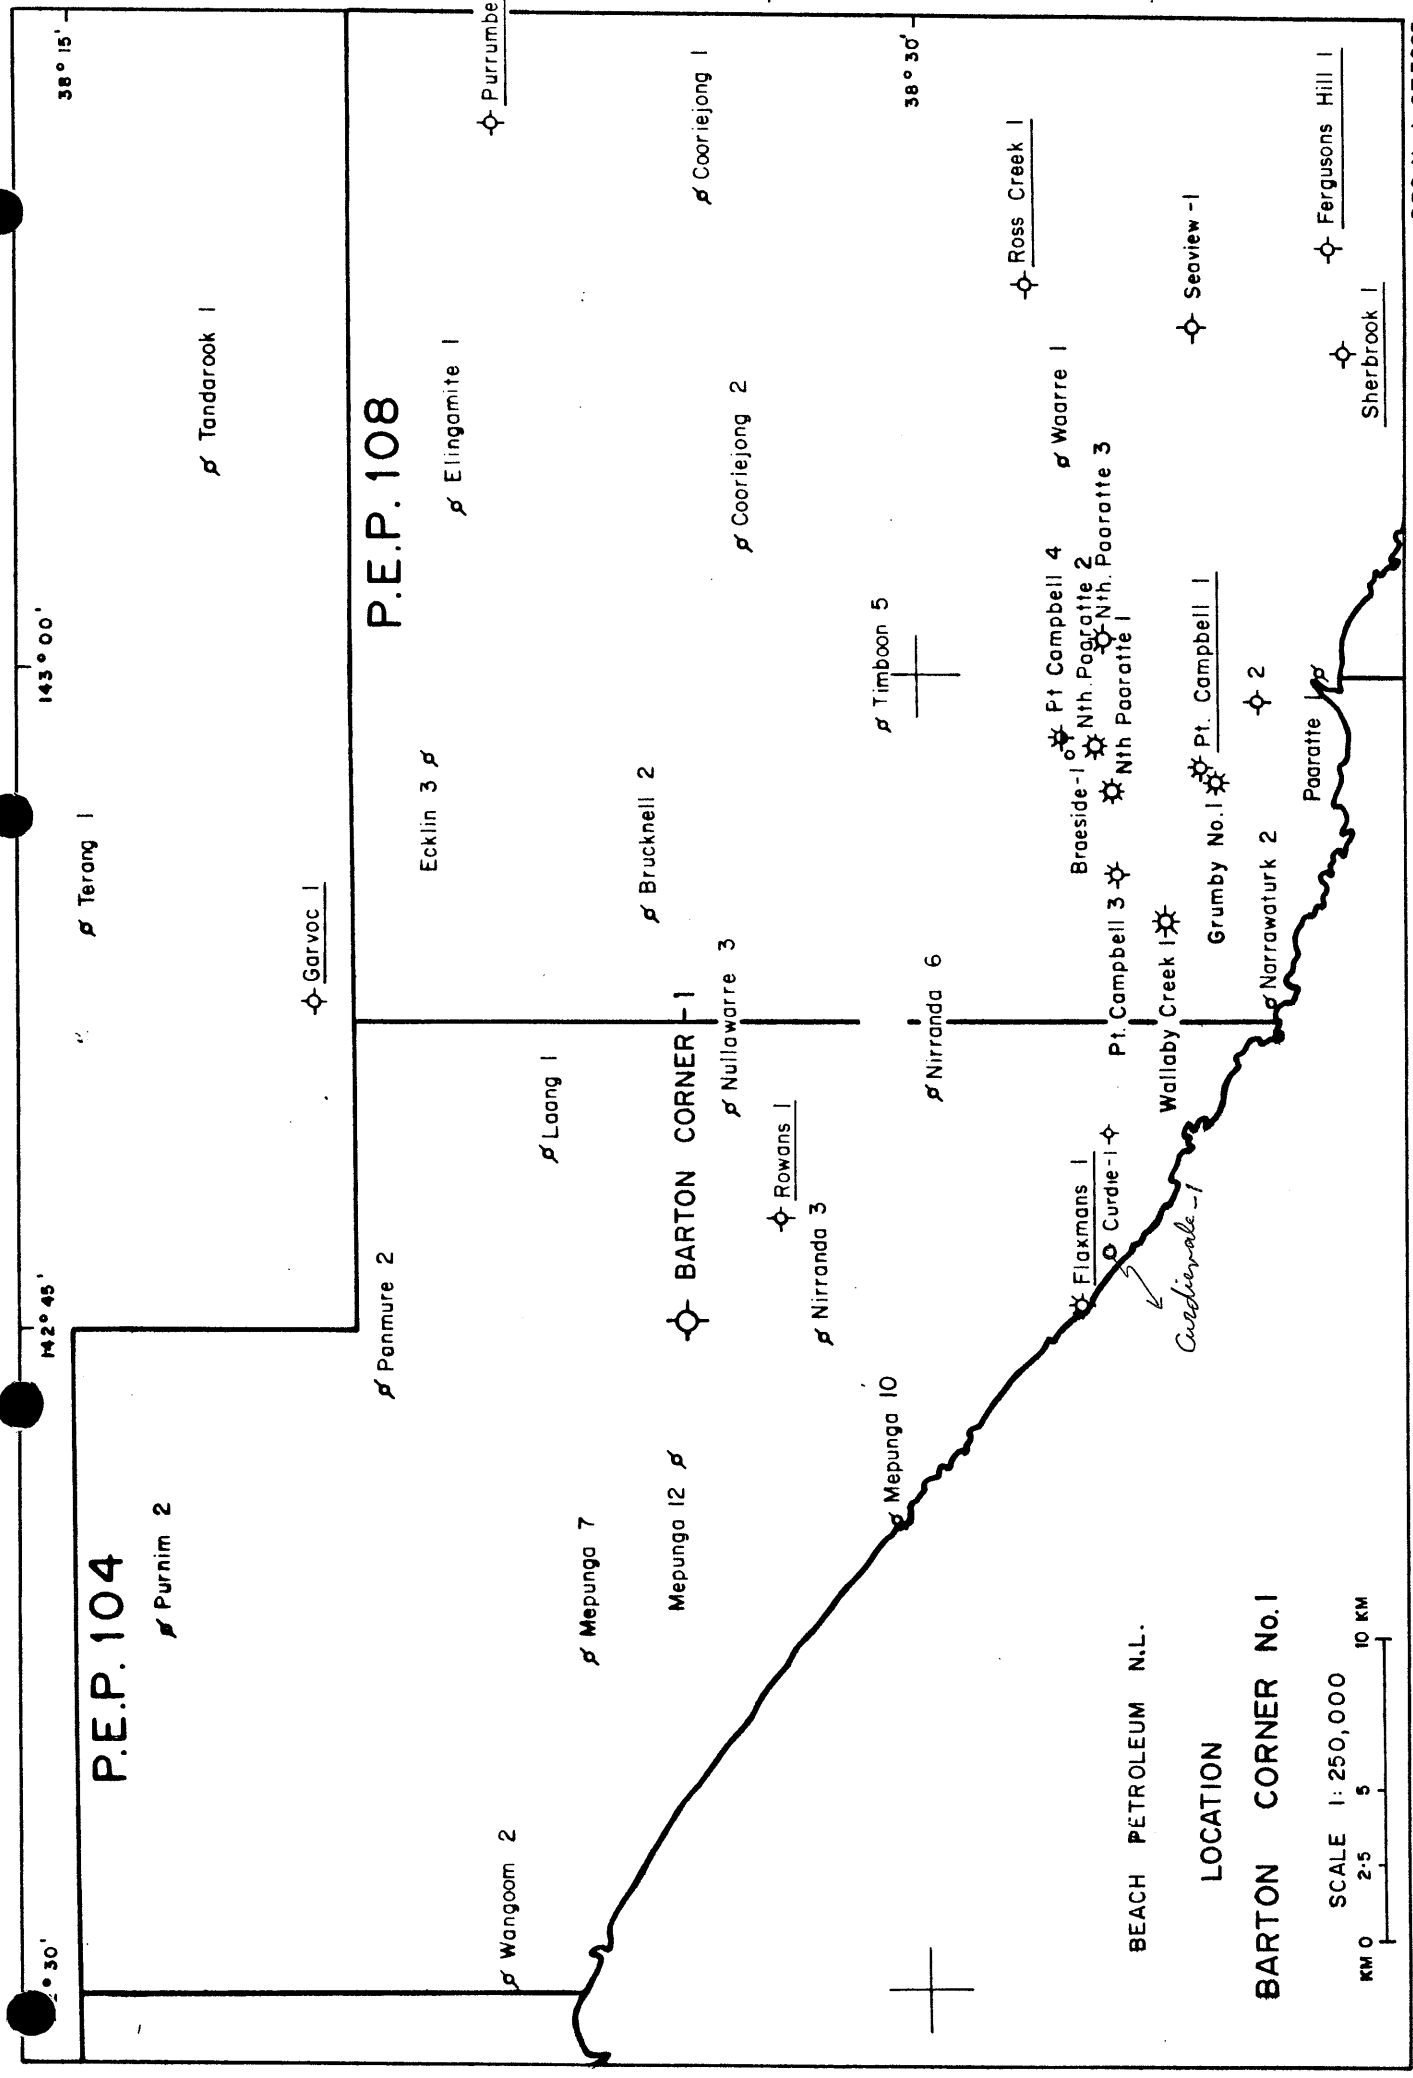 142°45'
143°00'
38°15'
38°30'
P.E.P. 104
P.E.P. 108
Terang 1
Tandarook 1
Purnim 2
Garvoc 1
Panmure 2
Ecklin 3
Elingamite 1
Wangoom 2
Laang 1
Mepunga 7
Brucknell 2
Mepunga 12
BARTON CORNER -1
Cooriejong 1
Nullawarre 3
Cooriejong 2
Rowans 1
Nirranda 3
Timboon 5
Mepunga 10
Nirranda 6
Ross Creek 1
Waarre 1
Pt Campbell 4
Braeside-1
Nth. Paaratte 2
Nth. Paaratte 3
Nth Paaratte 1
Flaxmans 1
Curdie-1
Curdievale-1
Pt. Campbell 3
Wallaby Creek 1
Seaview-1
Pt. Campbell 1
Grumby No.1
2
Narrawaturk 2
Paaratte 1
Fergusons Hill 1
Sherbrook 1
BEACH PETROLEUM N.L.
LOCATION
BARTON CORNER No.1
SCALE 1:250,000
KM 0 2·5 5 10 KM